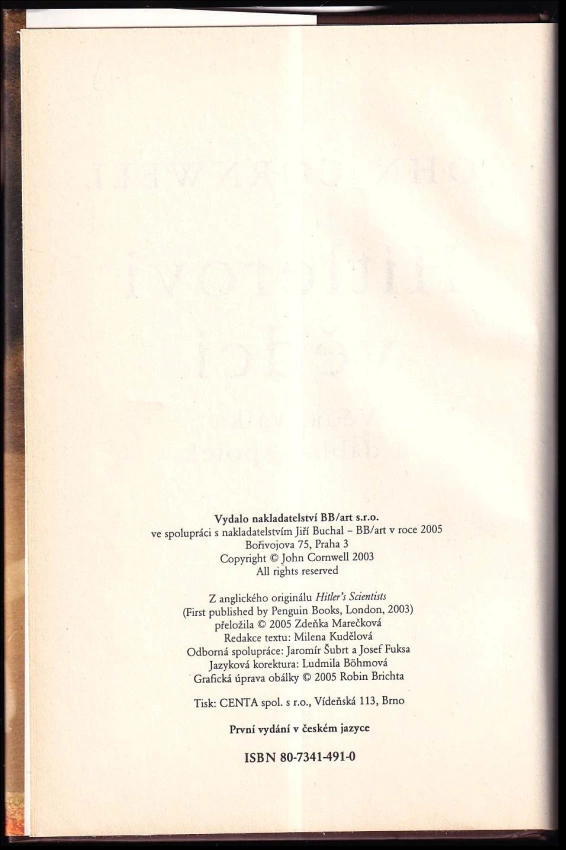 Vydalo nakladatelství BB/art s.r.o.
ve spolupráci s nakladatelstvím Jiří Buchal – BB/art v roce 2005
Bořivojova 75, Praha 3
Copyright © John Cornwell 2003
All rights reserved
Z anglického originálu Hitler's Scientists
(First published by Penguin Books, London, 2003)
přeložila © 2005 Zdeňka Marečková
Redakce textu: Milena Kudělová
Odborná spolupráce: Jaromír Šubrt a Josef Fuksa
Jazyková korektura: Ludmila Böhmová
Grafická úprava obálky © 2005 Robin Brichta
Tisk: CENTA spol. s r.o., Vídeňská 113, Brno
První vydání v českém jazyce
ISBN 80-7341-491-0